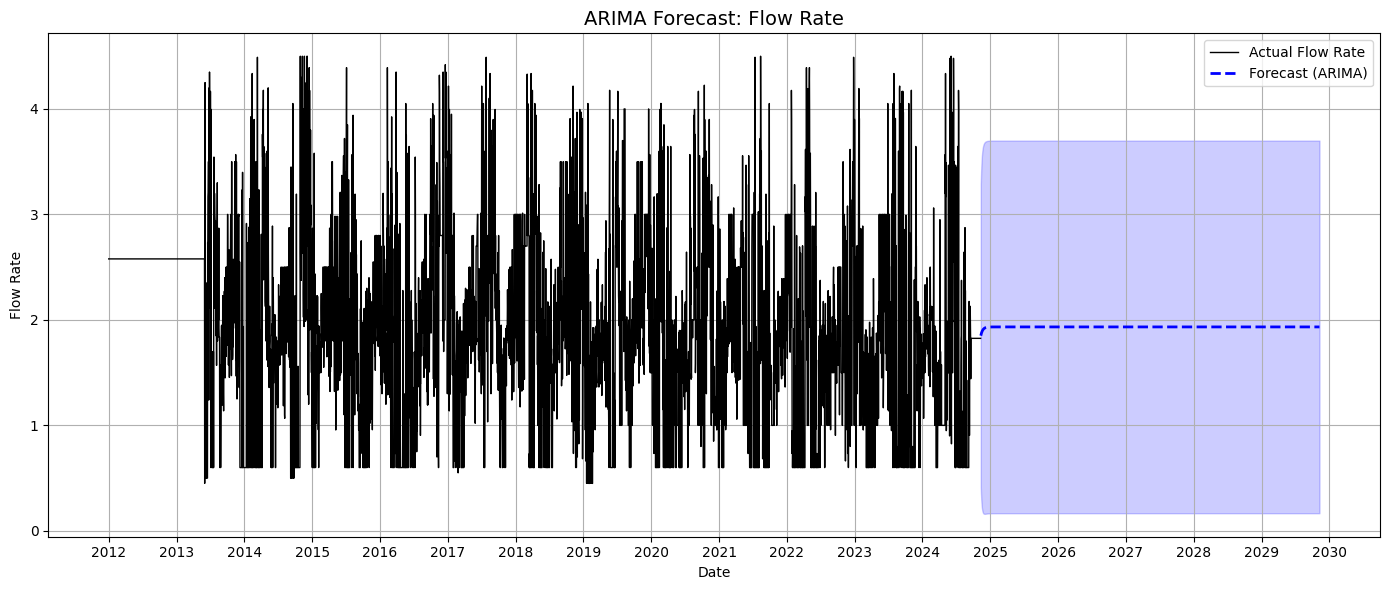 ARIMA Forecast: Flow Rate
Actual Flow Rate
Forecast (ARIMA)
Flow Rate
4
3
2
1
0
2012 2013 2014 2015 2016 2017 2018 2019 2020 2021 2022 2023 2024 2025 2026 2027 2028 2029 2030
Date